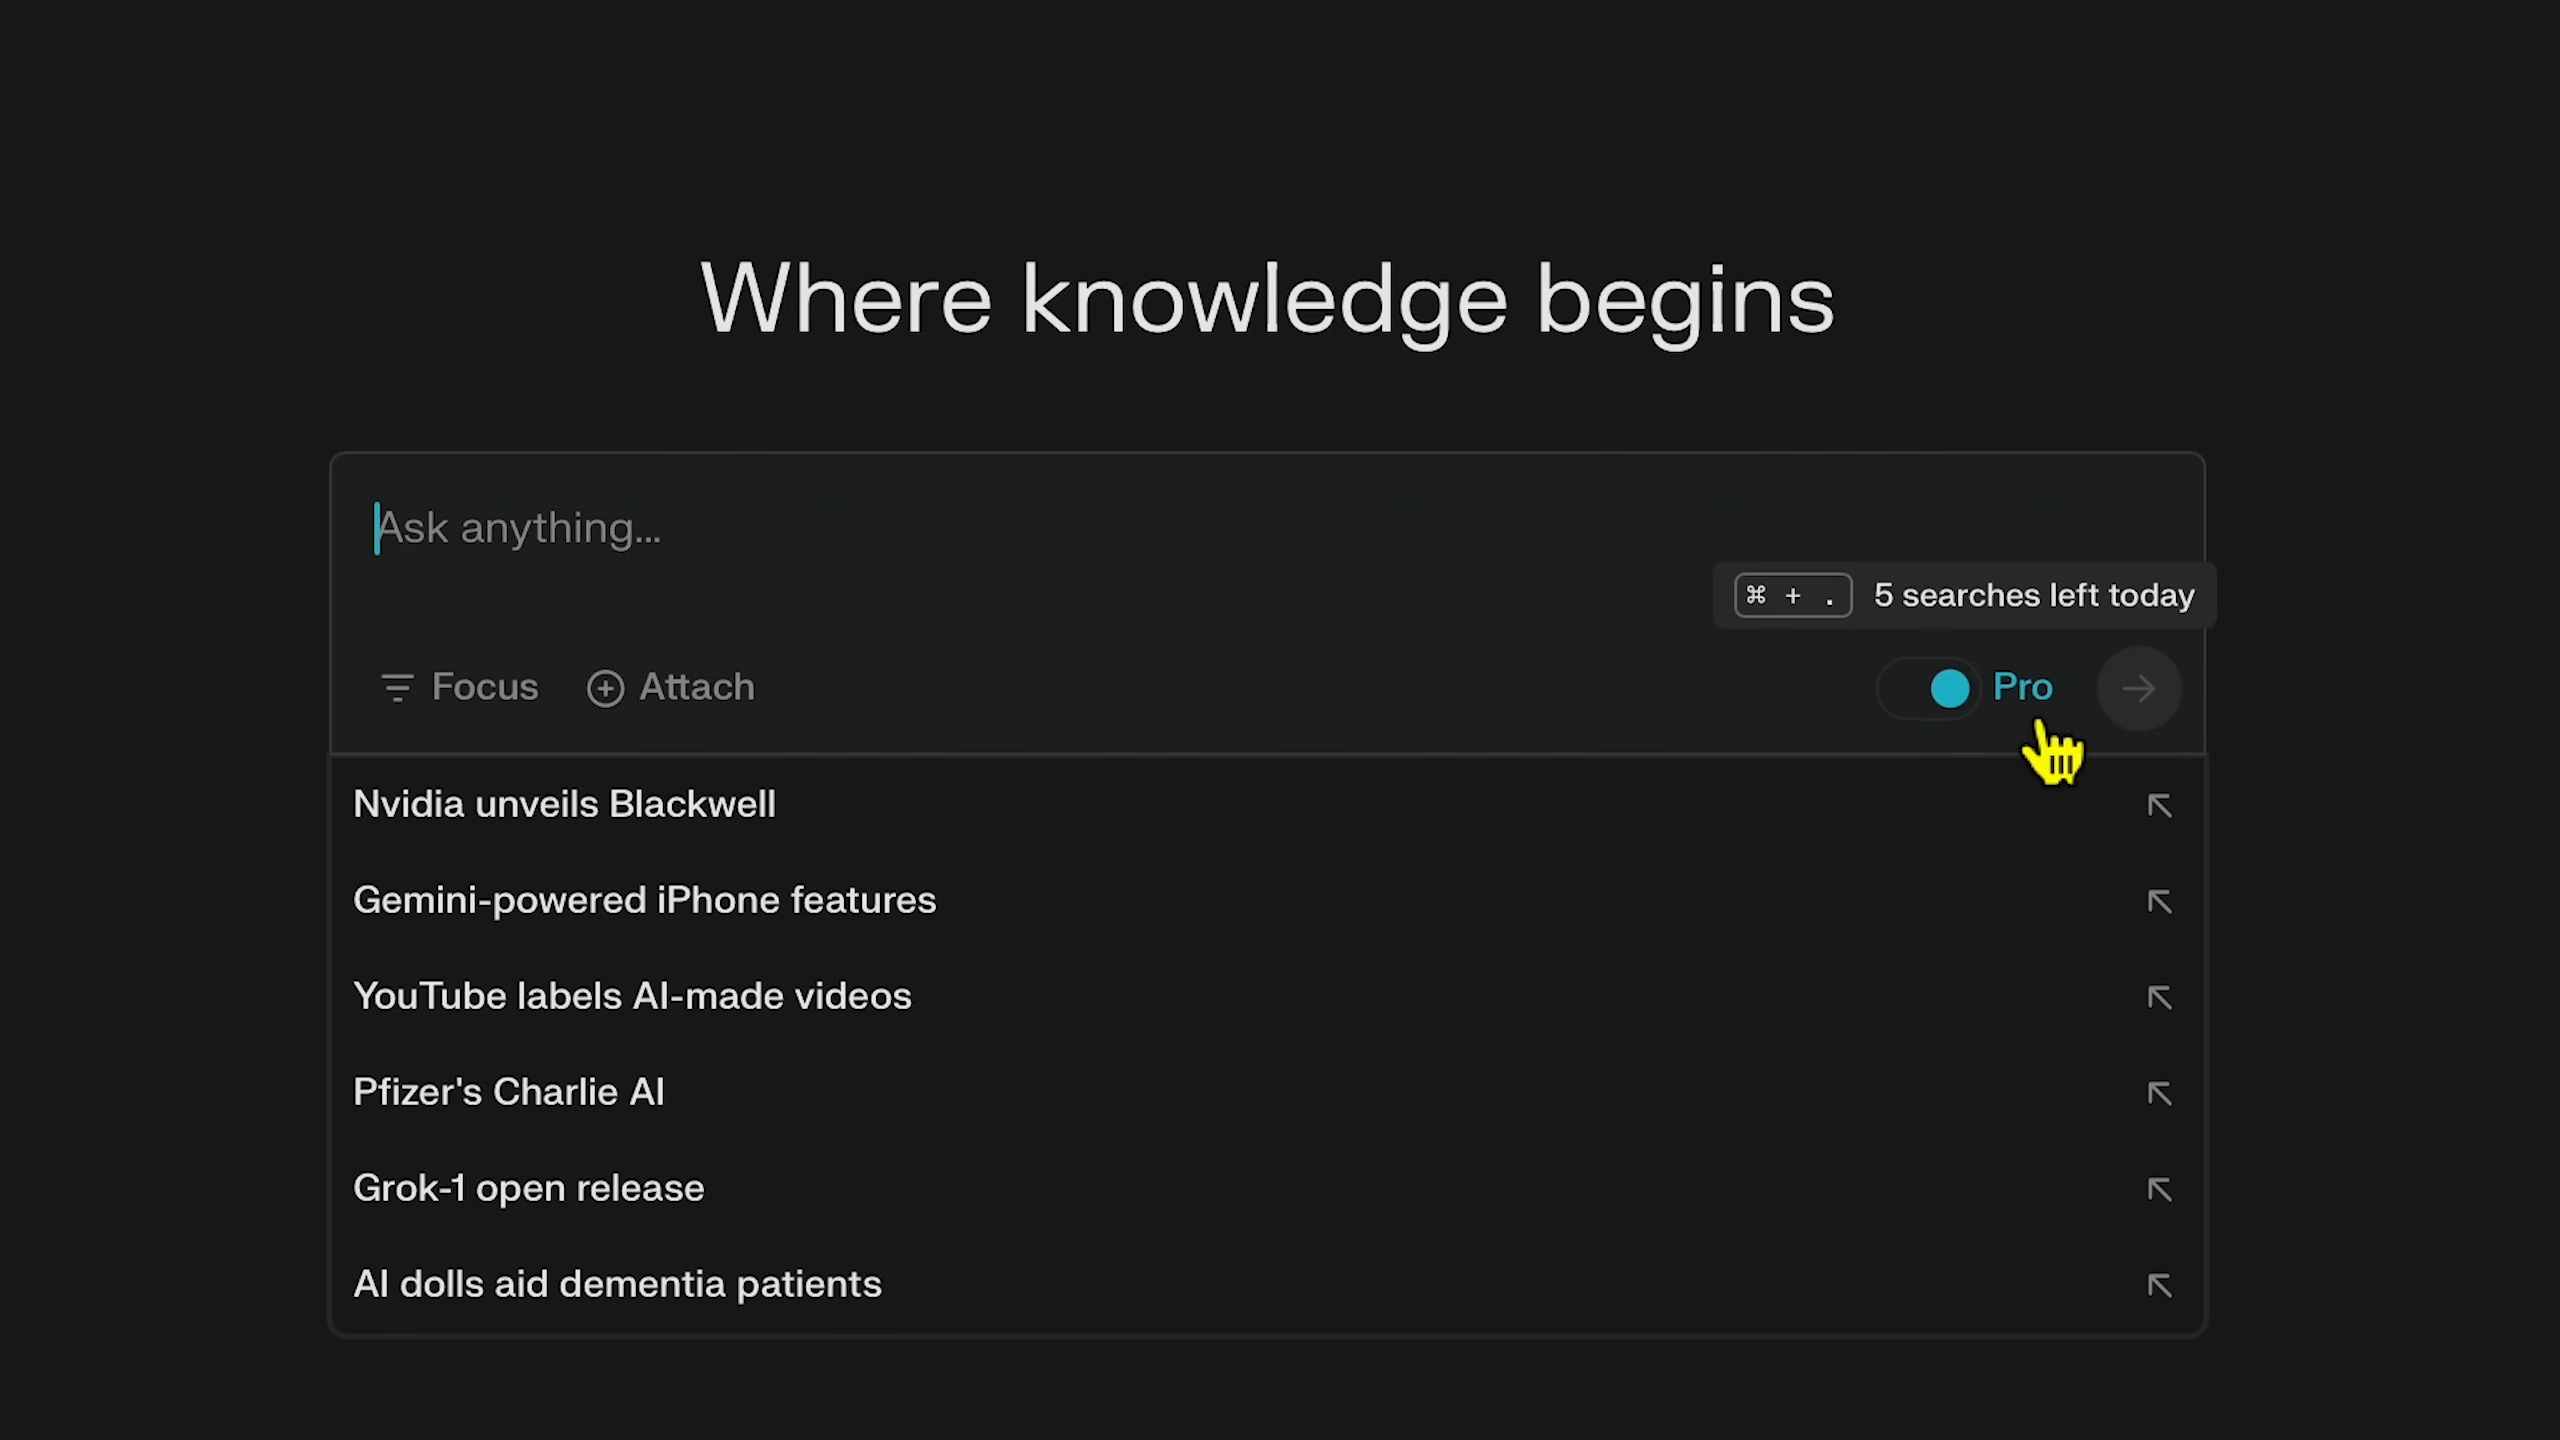 Where knowledge begins
Ask anything...
⌘ + . 5 searches left today
Focus Attach Pro
Nvidia unveils Blackwell
Gemini-powered iPhone features
YouTube labels AI-made videos
Pfizer's Charlie AI
Grok-1 open release
AI dolls aid dementia patients